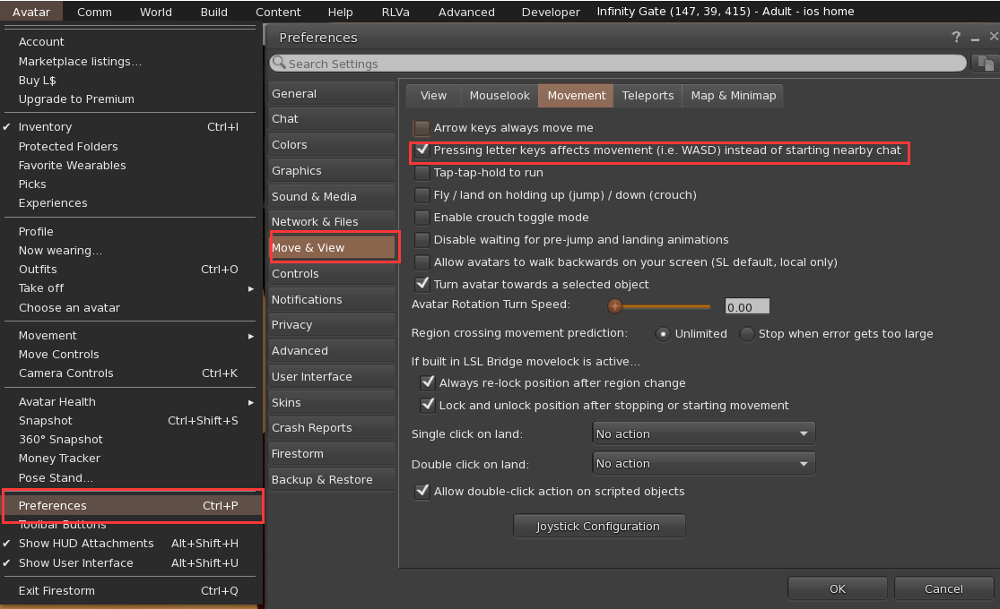 Avatar Comm World Build Content Help RLVa Advanced Developer Infinity Gate (147, 39, 415) - Adult - ios home
Account
Marketplace listings...
Buy L$
Upgrade to Premium
✔ Inventory Ctrl+I
Protected Folders
Favorite Wearables
Picks
Experiences
Profile
Now wearing...
Outfits Ctrl+O
Take off
Choose an avatar
Movement
Move Controls
Camera Controls Ctrl+K
Avatar Health
Snapshot Ctrl+Shift+S
360° Snapshot
Money Tracker
Pose Stand...
Preferences Ctrl+P
Toolbar Buttons
✔ Show HUD Attachments Alt+Shift+H
✔ Show User Interface Alt+Shift+U
Exit Firestorm Ctrl+Q
Preferences
Search Settings
General
Chat
Colors
Graphics
Sound & Media
Network & Files
Move & View
Controls
Notifications
Privacy
Advanced
User Interface
Skins
Crash Reports
Firestorm
Backup & Restore
View Mouselook Movement Teleports Map & Minimap
Arrow keys always move me
Pressing letter keys affects movement (i.e. WASD) instead of starting nearby chat
Tap-tap-hold to run
Fly / land on holding up (jump) / down (crouch)
Enable crouch toggle mode
Disable waiting for pre-jump and landing animations
Allow avatars to walk backwards on your screen (SL default, local only)
Turn avatar towards a selected object
Avatar Rotation Turn Speed: 0.00
Region crossing movement prediction: Unlimited Stop when error gets too large
If built in LSL Bridge movelock is active...
Always re-lock position after region change
Lock and unlock position after stopping or starting movement
Single click on land: No action
Double click on land: No action
Allow double-click action on scripted objects
Joystick Configuration
OK Cancel